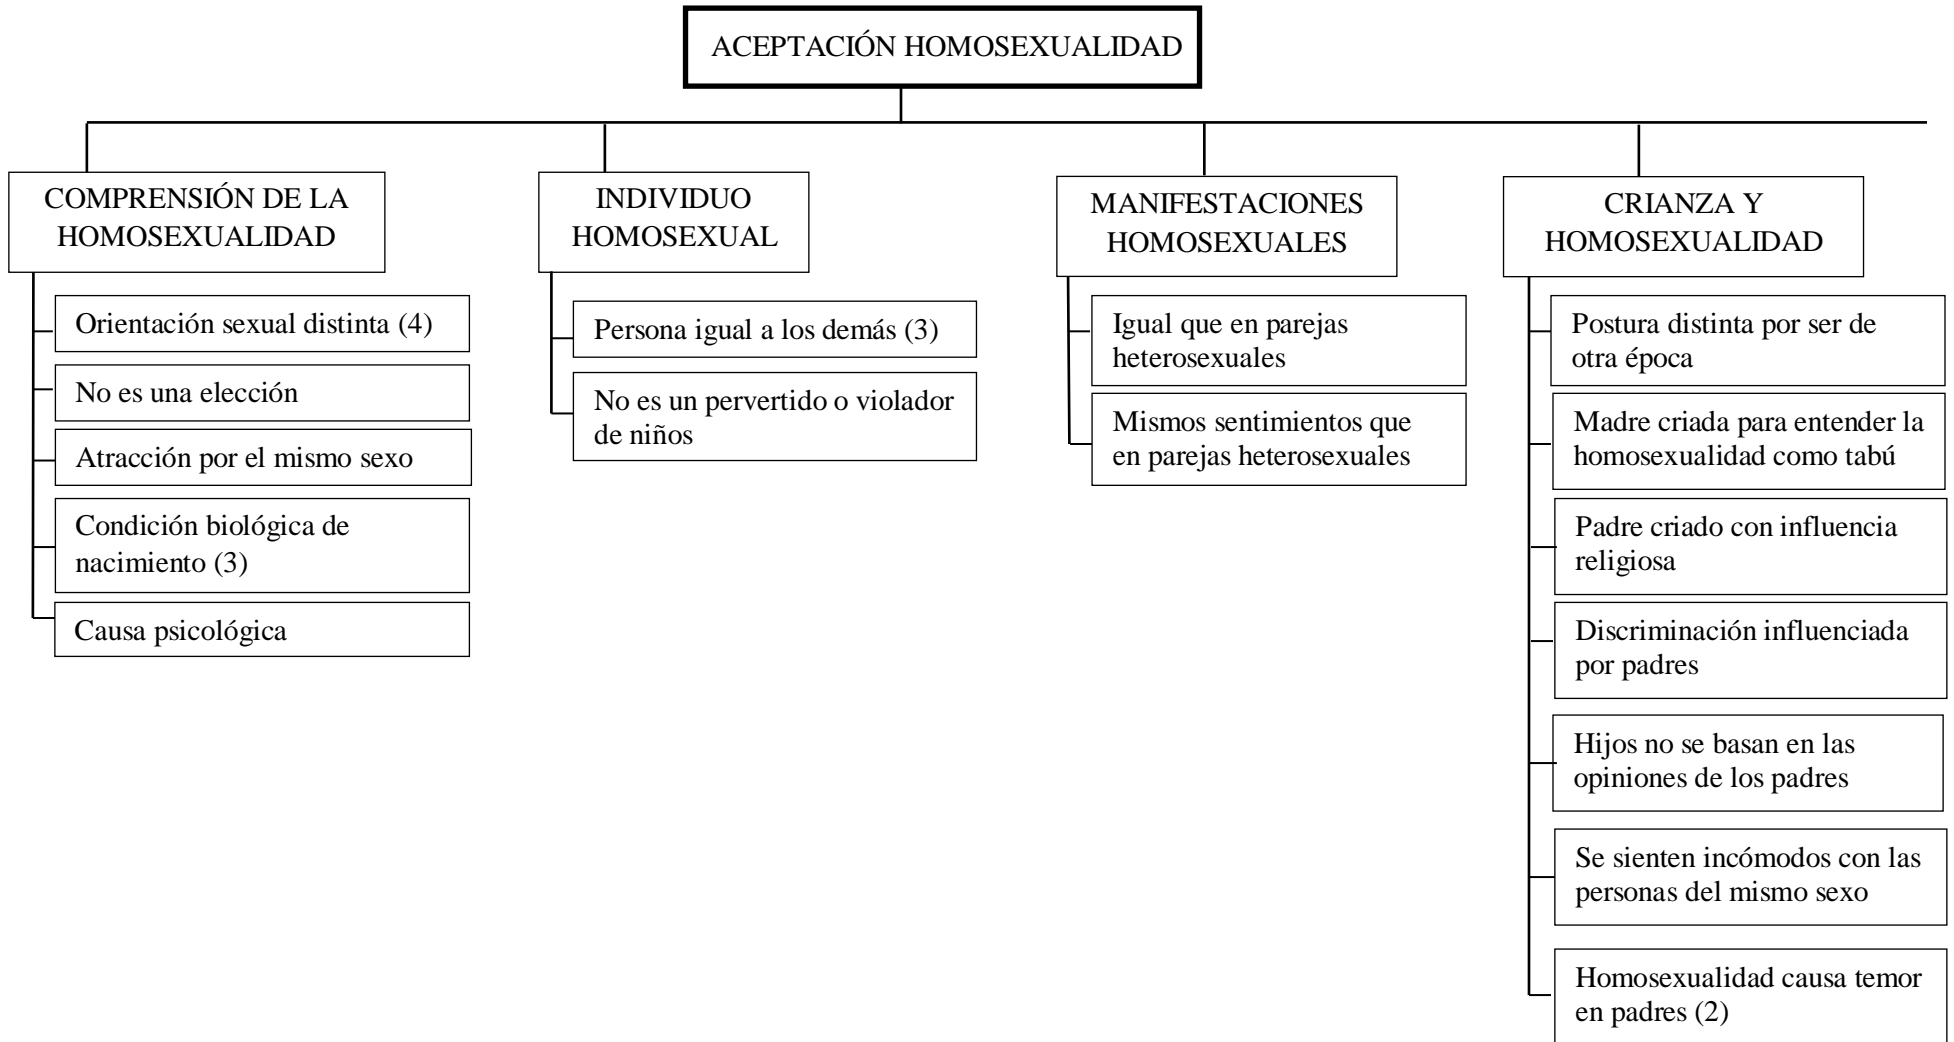 ACEPTACIÓN HOMOSEXUALIDAD
COMPRENSIÓN DE LA
HOMOSEXUALIDAD
Orientación sexual distinta (4)
No es una elección
Atracción por el mismo sexo
Condición biológica de
nacimiento (3)
Causa psicológica
INDIVIDUO
HOMOSEXUAL
Persona igual a los demás (3)
No es un pervertido o violador
de niños
MANIFESTACIONES
HOMOSEXUALES
Igual que en parejas
heterosexuales
Mismos sentimientos que
en parejas heterosexuales
CRIANZA Y
HOMOSEXUALIDAD
Postura distinta por ser de
otra época
Madre criada para entender la
homosexualidad como tabú
Padre criado con influencia
religiosa
Discriminación influenciada
por padres
Hijos no se basan en las
opiniones de los padres
Se sienten incómodos con las
personas del mismo sexo
Homosexualidad causa temor
en padres (2)